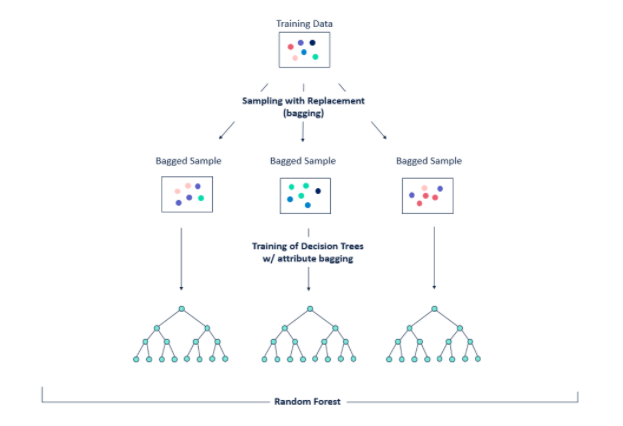 Training Data
Sampling with Replacement
(bagging)
Bagged Sample
Bagged Sample
Bagged Sample
Training of Decision Trees
w/ attribute bagging
Random Forest